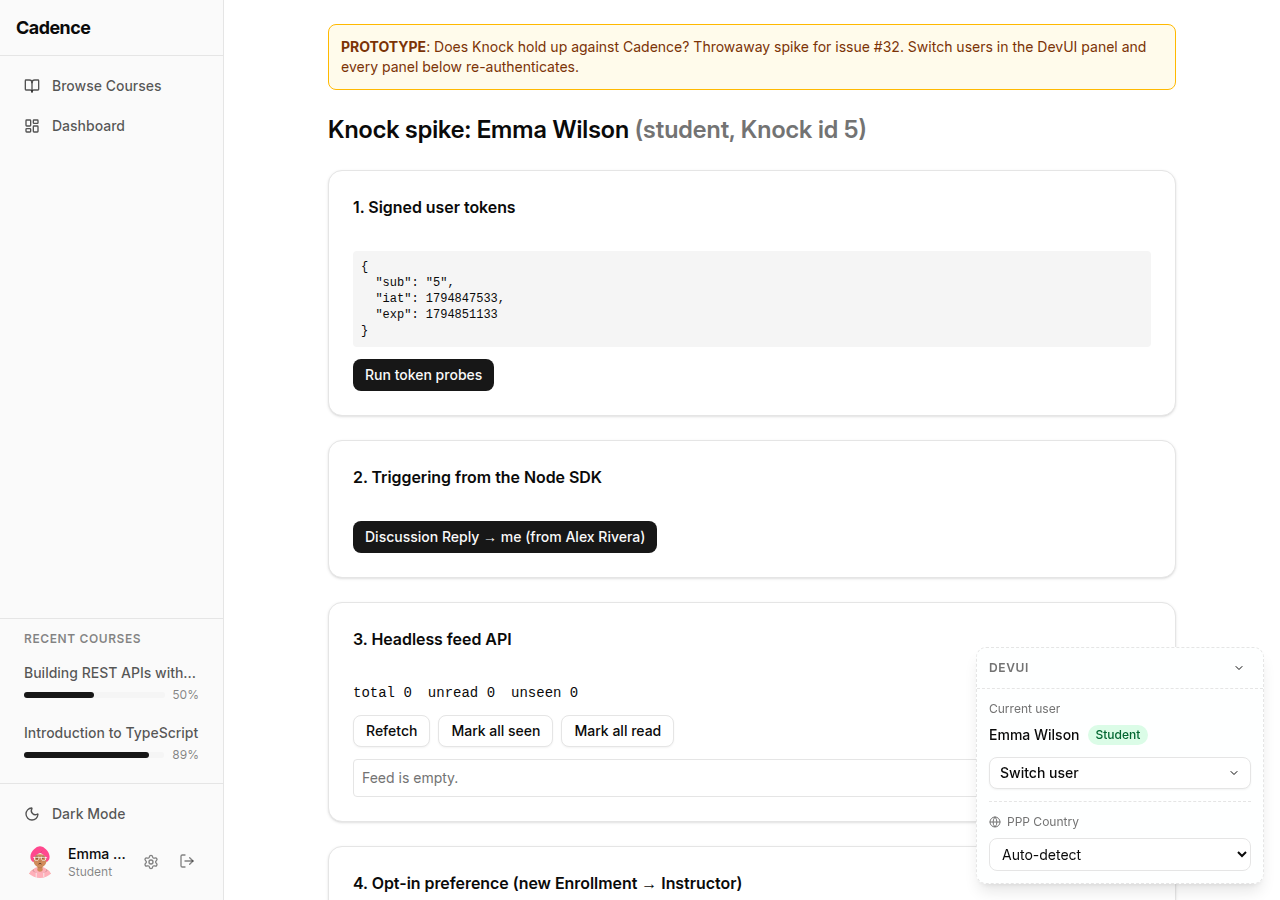 Cadence
Browse Courses
Dashboard
RECENT COURSES
Building REST APIs with...
50%
Introduction to TypeScript
89%
Dark Mode
Emma ...
Student
PROTOTYPE: Does Knock hold up against Cadence? Throwaway spike for issue #32. Switch users in the DevUI panel and
every panel below re-authenticates.
Knock spike: Emma Wilson (student, Knock id 5)
1. Signed user tokens
{
  "sub": "5",
  "iat": 1794847533,
  "exp": 1794851133
}
Run token probes
2. Triggering from the Node SDK
Discussion Reply → me (from Alex Rivera)
3. Headless feed API
total 0  unread 0  unseen 0
Refetch
Mark all seen
Mark all read
Feed is empty.
4. Opt-in preference (new Enrollment → Instructor)
DEVUI
Current user
Emma Wilson Student
Switch user
PPP Country
Auto-detect